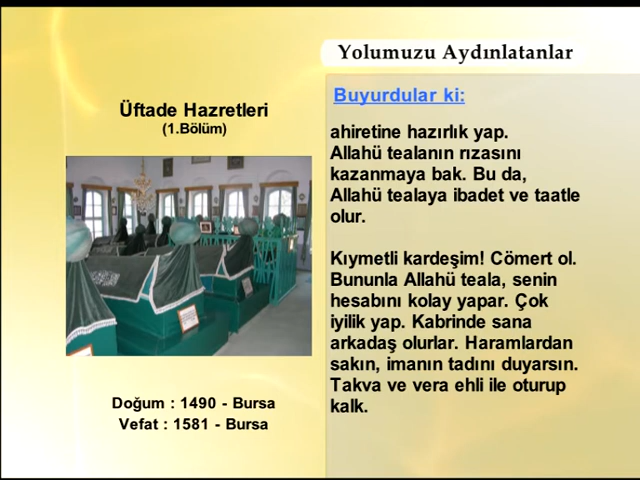 Yolumuzu Aydınlatanlar
Üftade Hazretleri
(1.Bölüm)
Doğum : 1490 - Bursa
Vefat : 1581 - Bursa
Buyurdular ki:
ahiretine hazırlık yap.
Allahü tealanın rızasını
kazanmaya bak. Bu da,
Allahü tealaya ibadet ve taatle
olur.
Kıymetli kardeşim! Cömert ol.
Bununla Allahü teala, senin
hesabını kolay yapar. Çok
iyilik yap. Kabrinde sana
arkadaş olurlar. Haramlardan
sakın, imanın tadını duyarsın.
Takva ve vera ehli ile oturup
kalk.